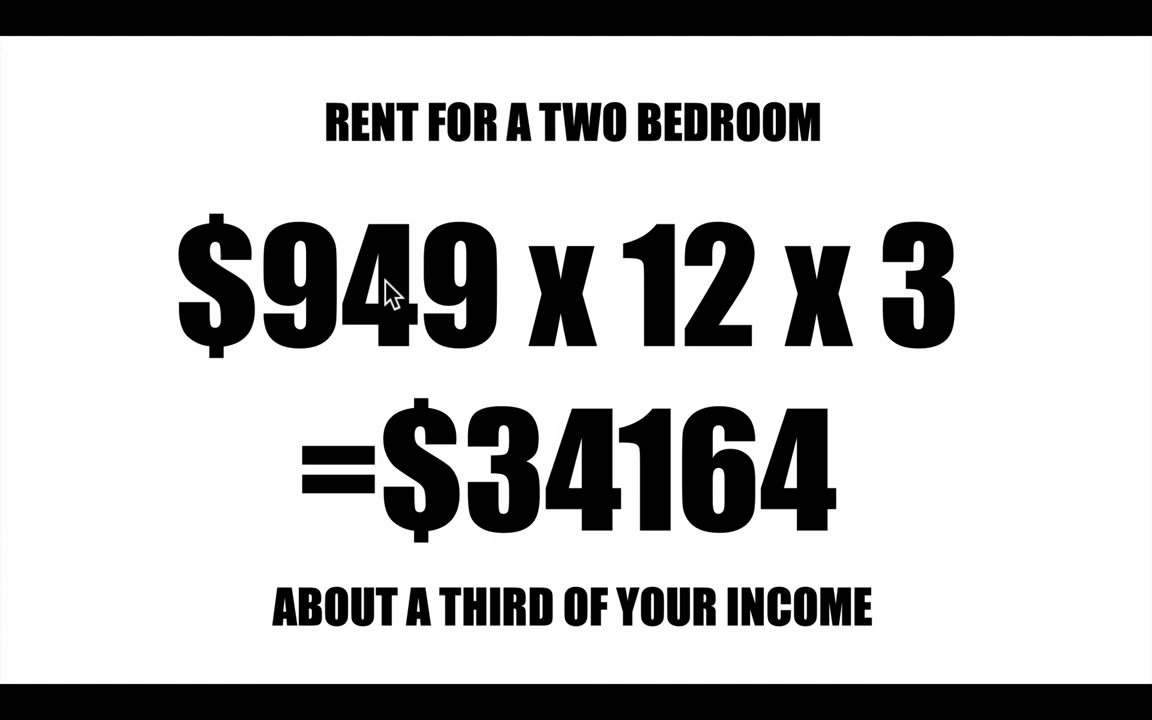 RENT FOR A TWO BEDROOM
$949 x 12 x 3
=$34164
ABOUT A THIRD OF YOUR INCOME